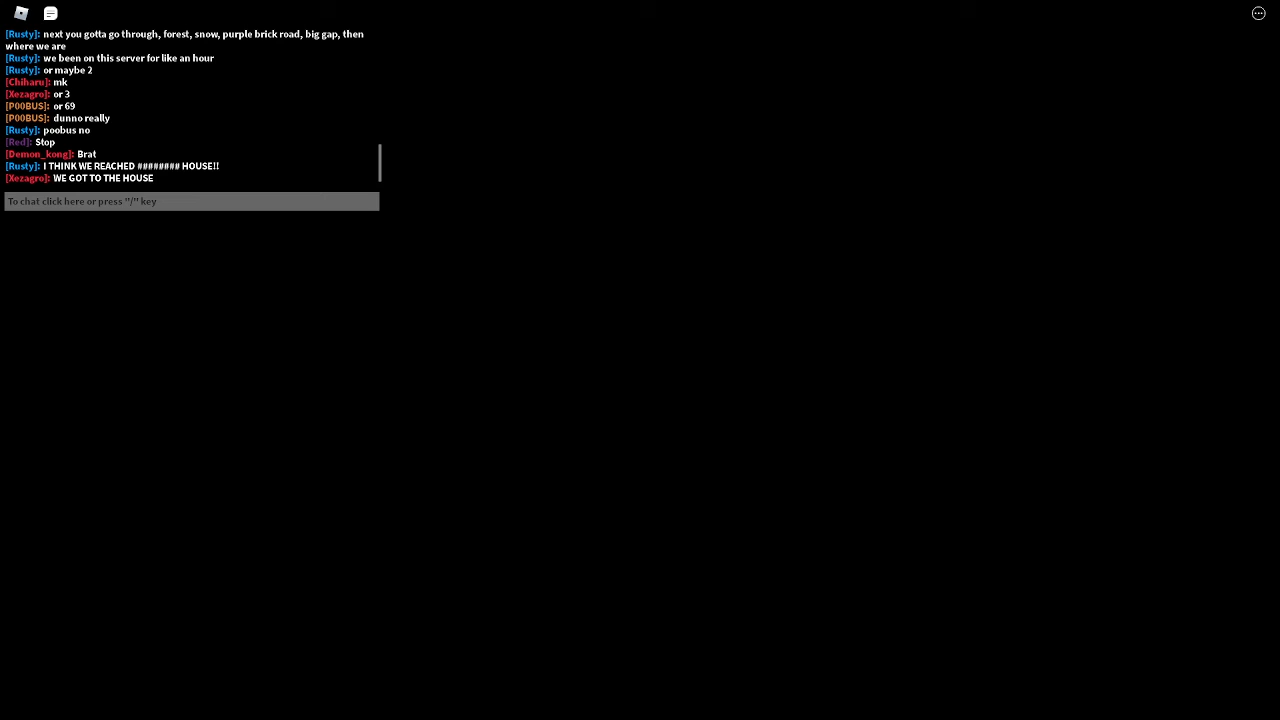 [Rusty]: next you gotta go through, forest, snow, purple brick road, big gap, then
where we are
[Rusty]: we been on this server for like an hour
[Rusty]: or maybe 2
[Chiharu]: mk
[Xezagro]: or 3
[P00BUS]: or 69
[P00BUS]: dunno really
[Rusty]: poobus no
[Red]: Stop
[Demon_kong]: Brat
[Rusty]: I THINK WE REACHED ######## HOUSE!!
[Xezagro]: WE GOT TO THE HOUSE
To chat click here or press "/" key